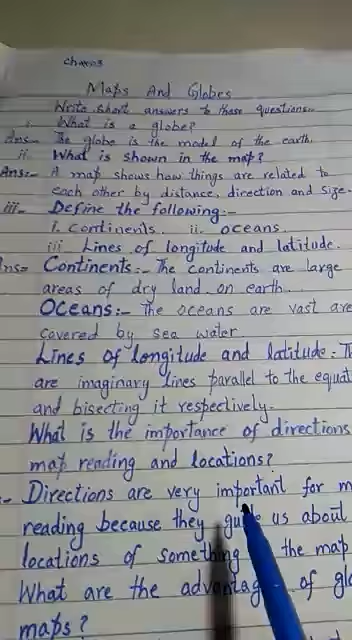 Maps And Globes
Write short answers to these questions.
i. What is a globe?
Ans- The globe is the model of the earth.
ii. What is shown in the map?
Ans:- A map shows how things are related to
each other by distance, direction and size-
iii- Define the following:-
i. continents. ii. oceans.
iii Lines of longitude and latitude.
ns- Continents:- The continents are large
areas of dry land on earth.
Oceans:- The oceans are vast are
covered by sea water
Lines of longitude and latitude:- Th
are imaginary lines parallel to the equat
and bisecting it respectively.
What is the importance of directions
map reading and locations?
:- Directions are very important for m
reading because they guide us about
locations of something the map
What are the advantag of glo
maps?